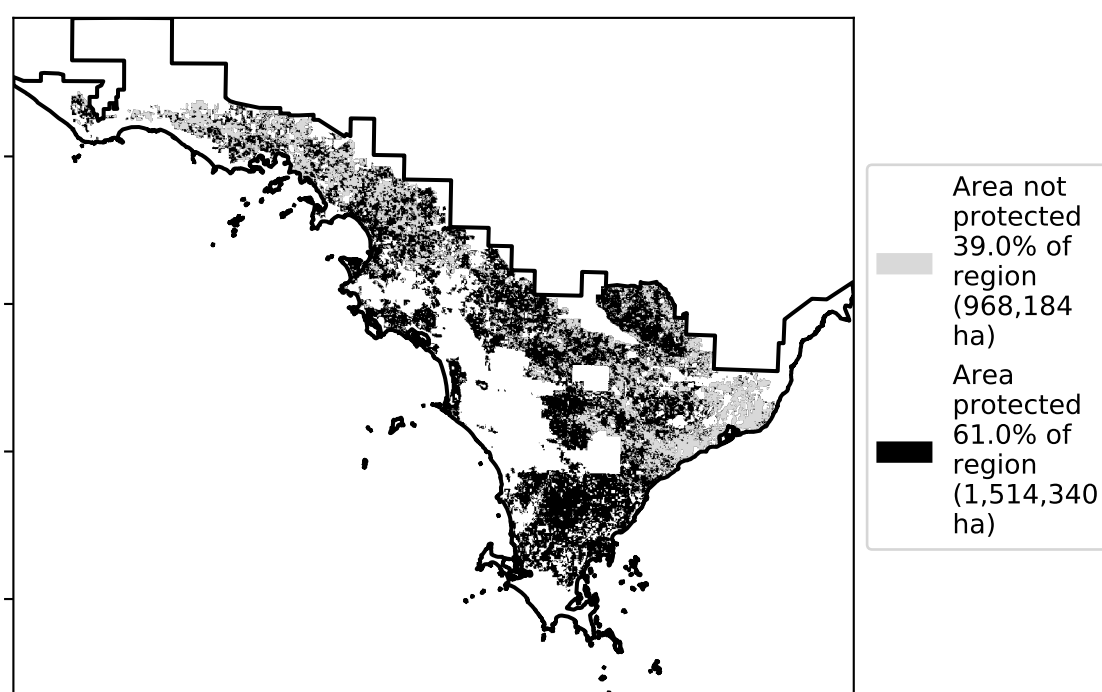 Area not
protected
39.0% of
region
(968,184
ha)
Area
protected
61.0% of
region
(1,514,340
ha)